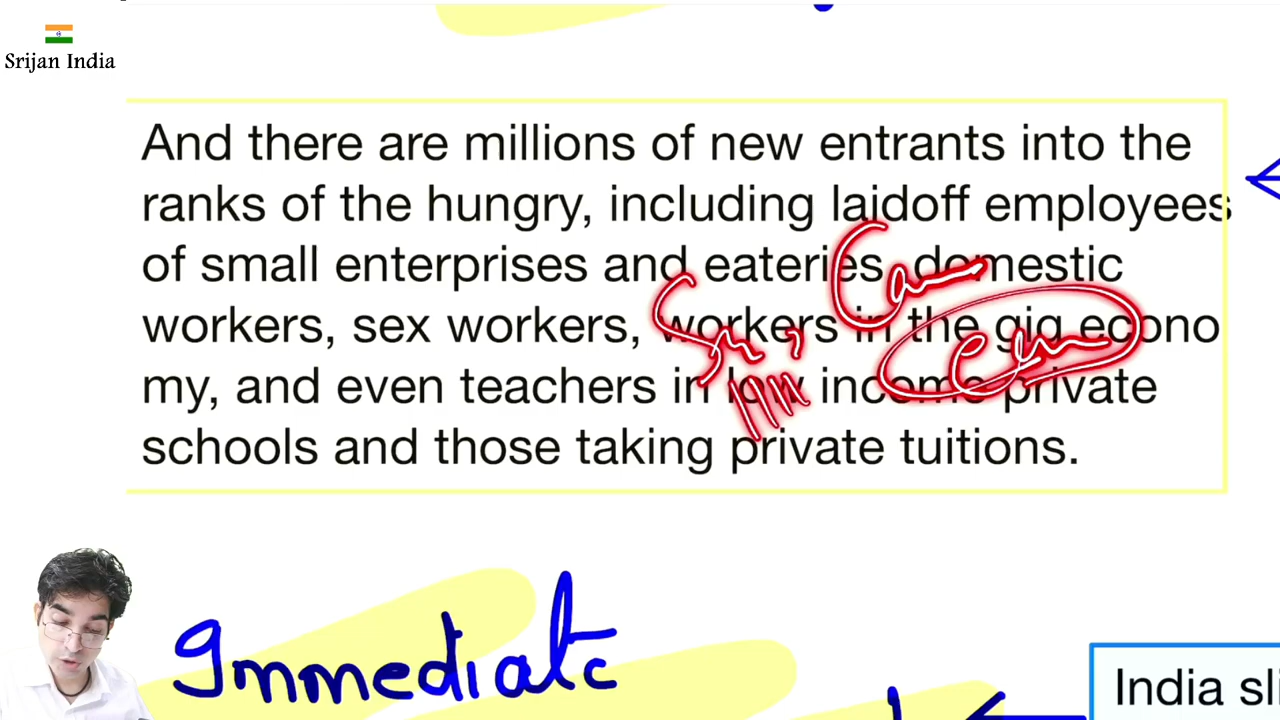 Srijan India
And there are millions of new entrants into the
ranks of the hungry, including laidoff employees
of small enterprises and eateries, domestic
workers, sex workers, workers in the gig econo
my, and even teachers in low income private
schools and those taking private tuitions.
Immediate
India sli